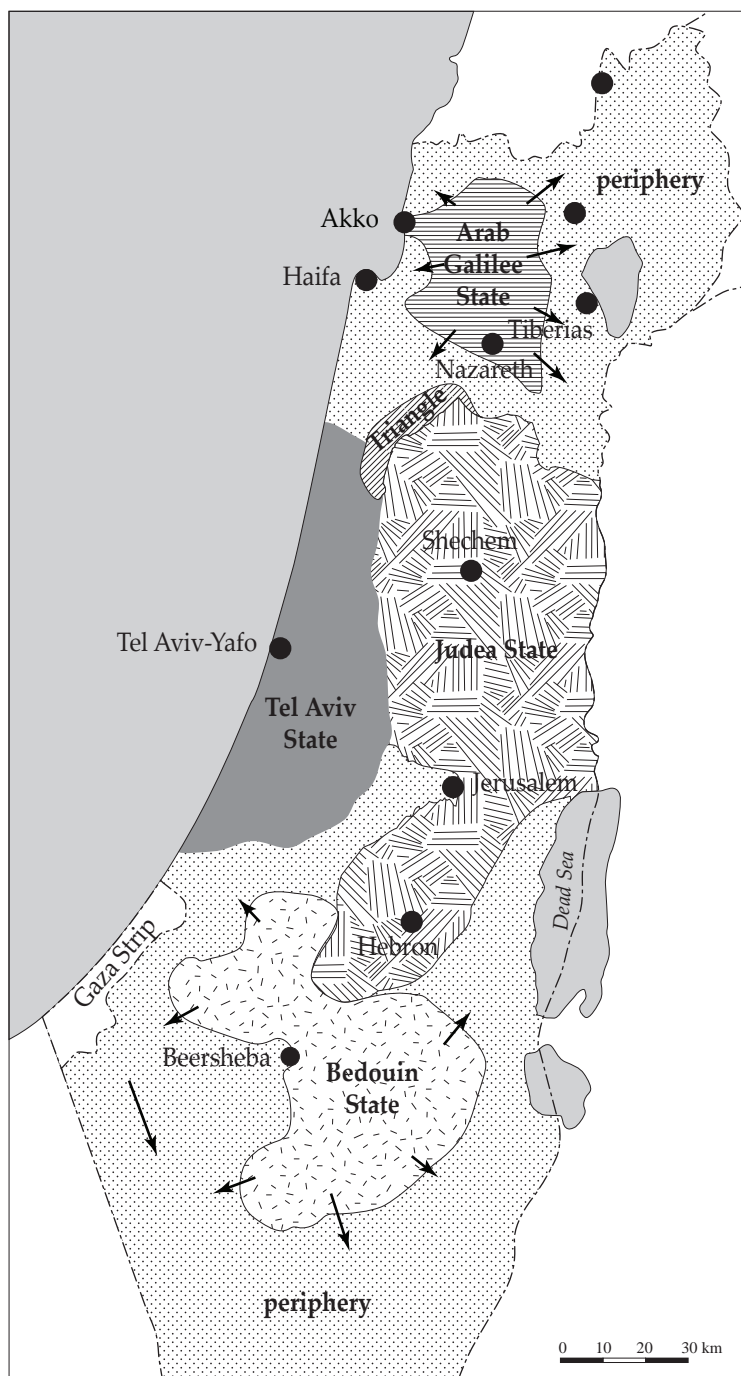 periphery
Akko
Arab
Galilee
State
Haifa
Tiberias
Nazareth
Triangle
Shechem
Tel Aviv-Yafo
Judea State
Tel Aviv
State
Jerusalem
Dead Sea
Hebron
Gaza Strip
Beersheba
Bedouin
State
periphery
0 10 20 30 km